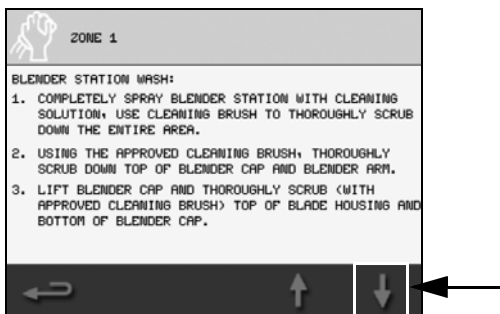 ZONE 1
BLENDER STATION WASH:
1. COMPLETELY SPRAY BLENDER STATION WITH CLEANING
SOLUTION, USE CLEANING BRUSH TO THOROUGHLY SCRUB
DOWN THE ENTIRE AREA.
2. USING THE APPROVED CLEANING BRUSH, THOROUGHLY
SCRUB DOWN TOP OF BLENDER CAP AND BLENDER ARM.
3. LIFT BLENDER CAP AND THOROUGHLY SCRUB (WITH
APPROVED CLEANING BRUSH) TOP OF BLADE HOUSING AND
BOTTOM OF BLENDER CAP.